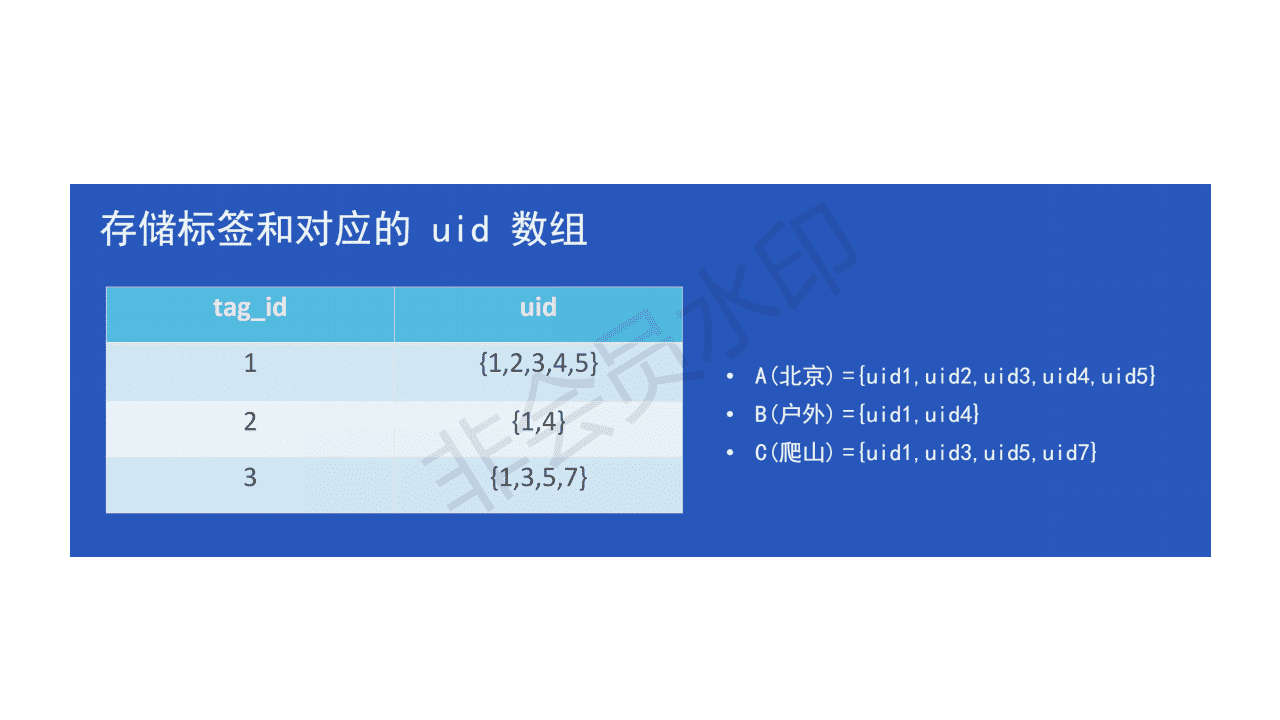 存储标签和对应的 uid 数组
tag_id uid
1 {1,2,3,4,5}
2 {1,4}
3 {1,3,5,7}
• A(北京)={uid1,uid2,uid3,uid4,uid5}
• B(户外)={uid1,uid4}
• C(爬山)={uid1,uid3,uid5,uid7}
非会员水印